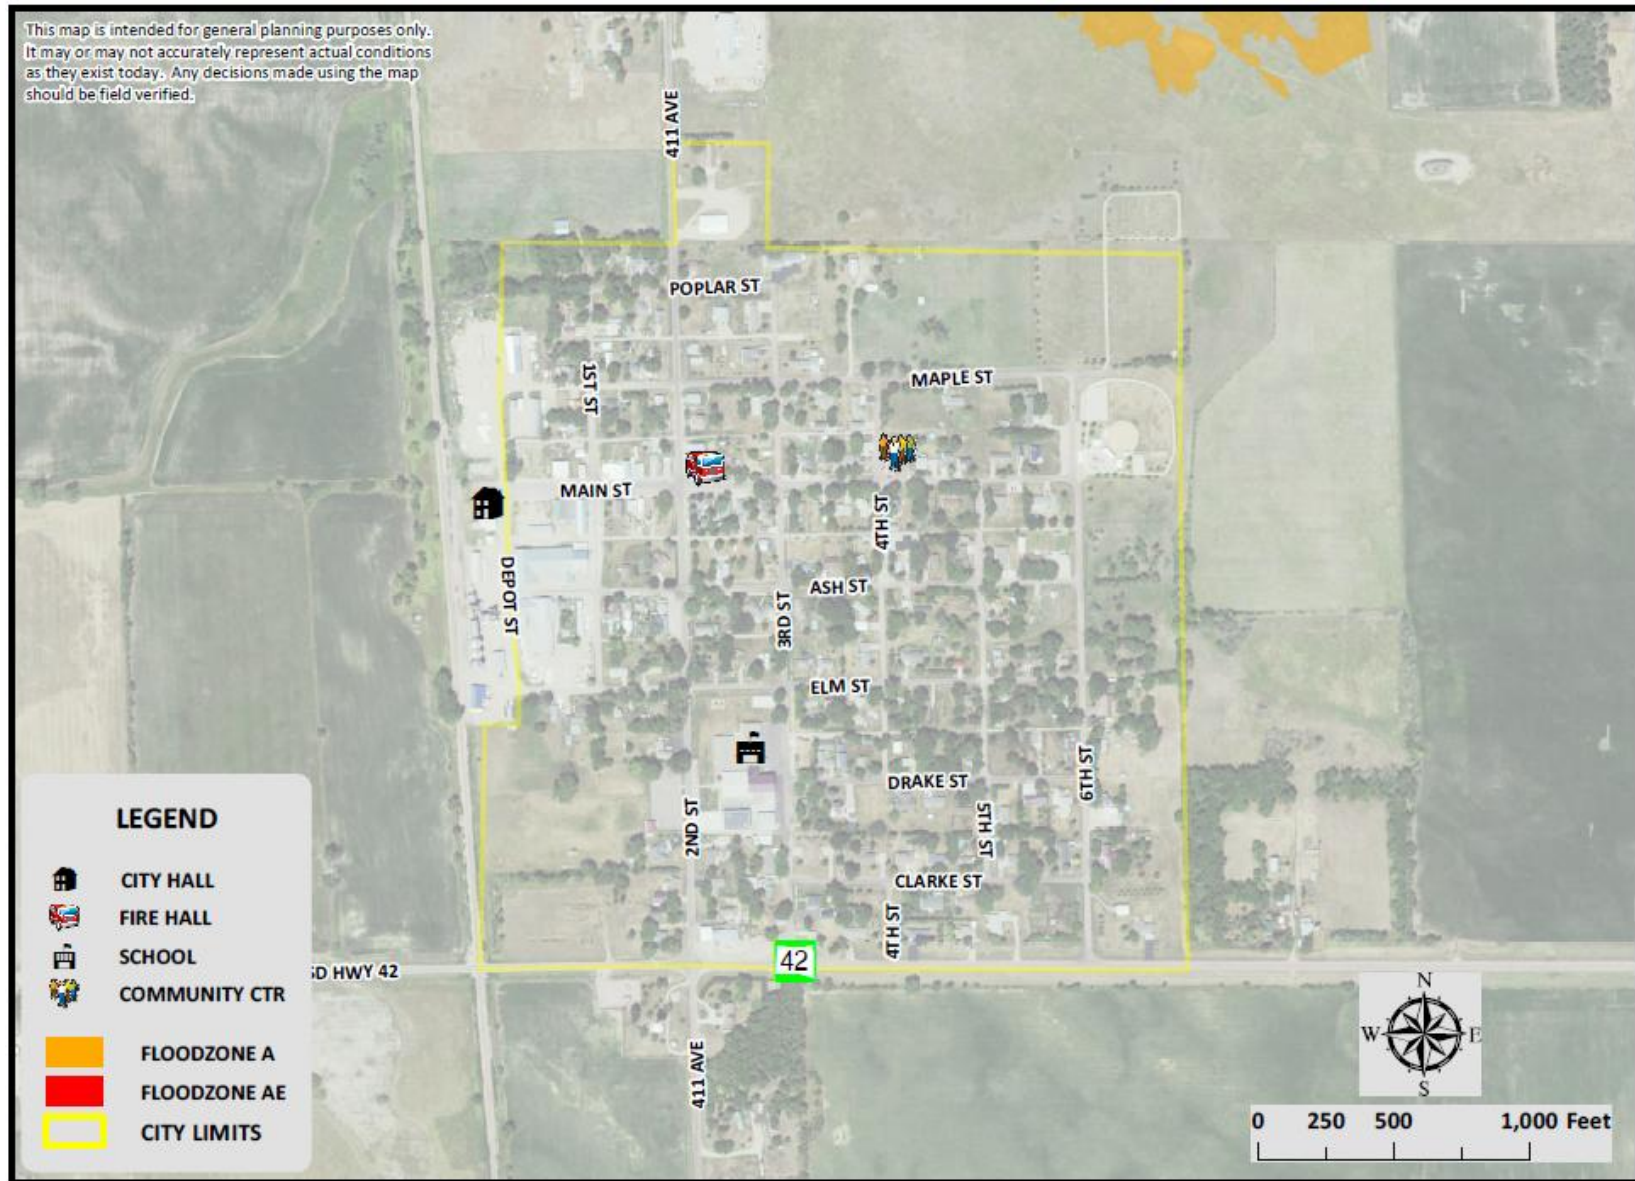 This map is intended for general planning purposes only.
It may or may not accurately represent actual conditions
as they exist today. Any decisions made using the map
should be field verified.
411 AVE
POPLAR ST
1ST ST
MAPLE ST
MAIN ST
4TH ST
DEPOT ST
ASH ST
3RD ST
ELM ST
DRAKE ST
6TH ST
2ND ST
5TH ST
CLARKE ST
4TH ST
42
SD HWY 42
411 AVE
LEGEND
CITY HALL
FIRE HALL
SCHOOL
COMMUNITY CTR
FLOODZONE A
FLOODZONE AE
CITY LIMITS
N
W E
S
0 250 500 1,000 Feet